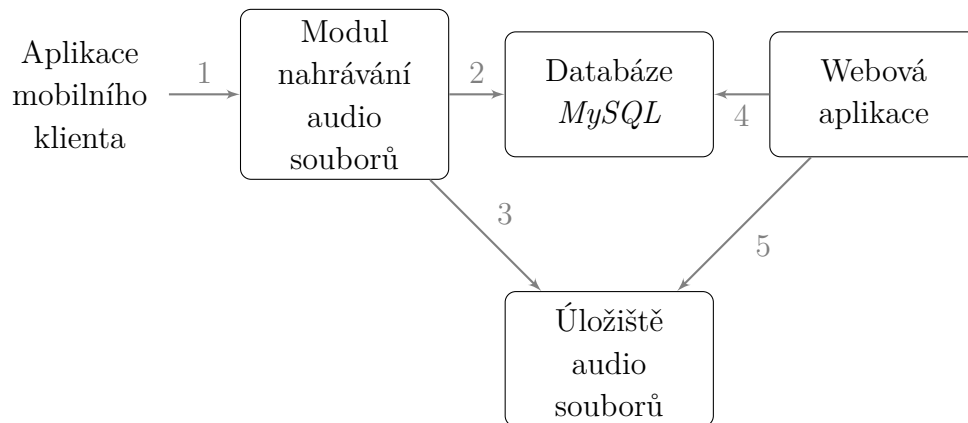 Aplikace
mobilního
klienta
1
Modul
nahrávání
audio
souborů
2
Databáze
MySQL
4
Webová
aplikace
3
5
Úložiště
audio
souborů